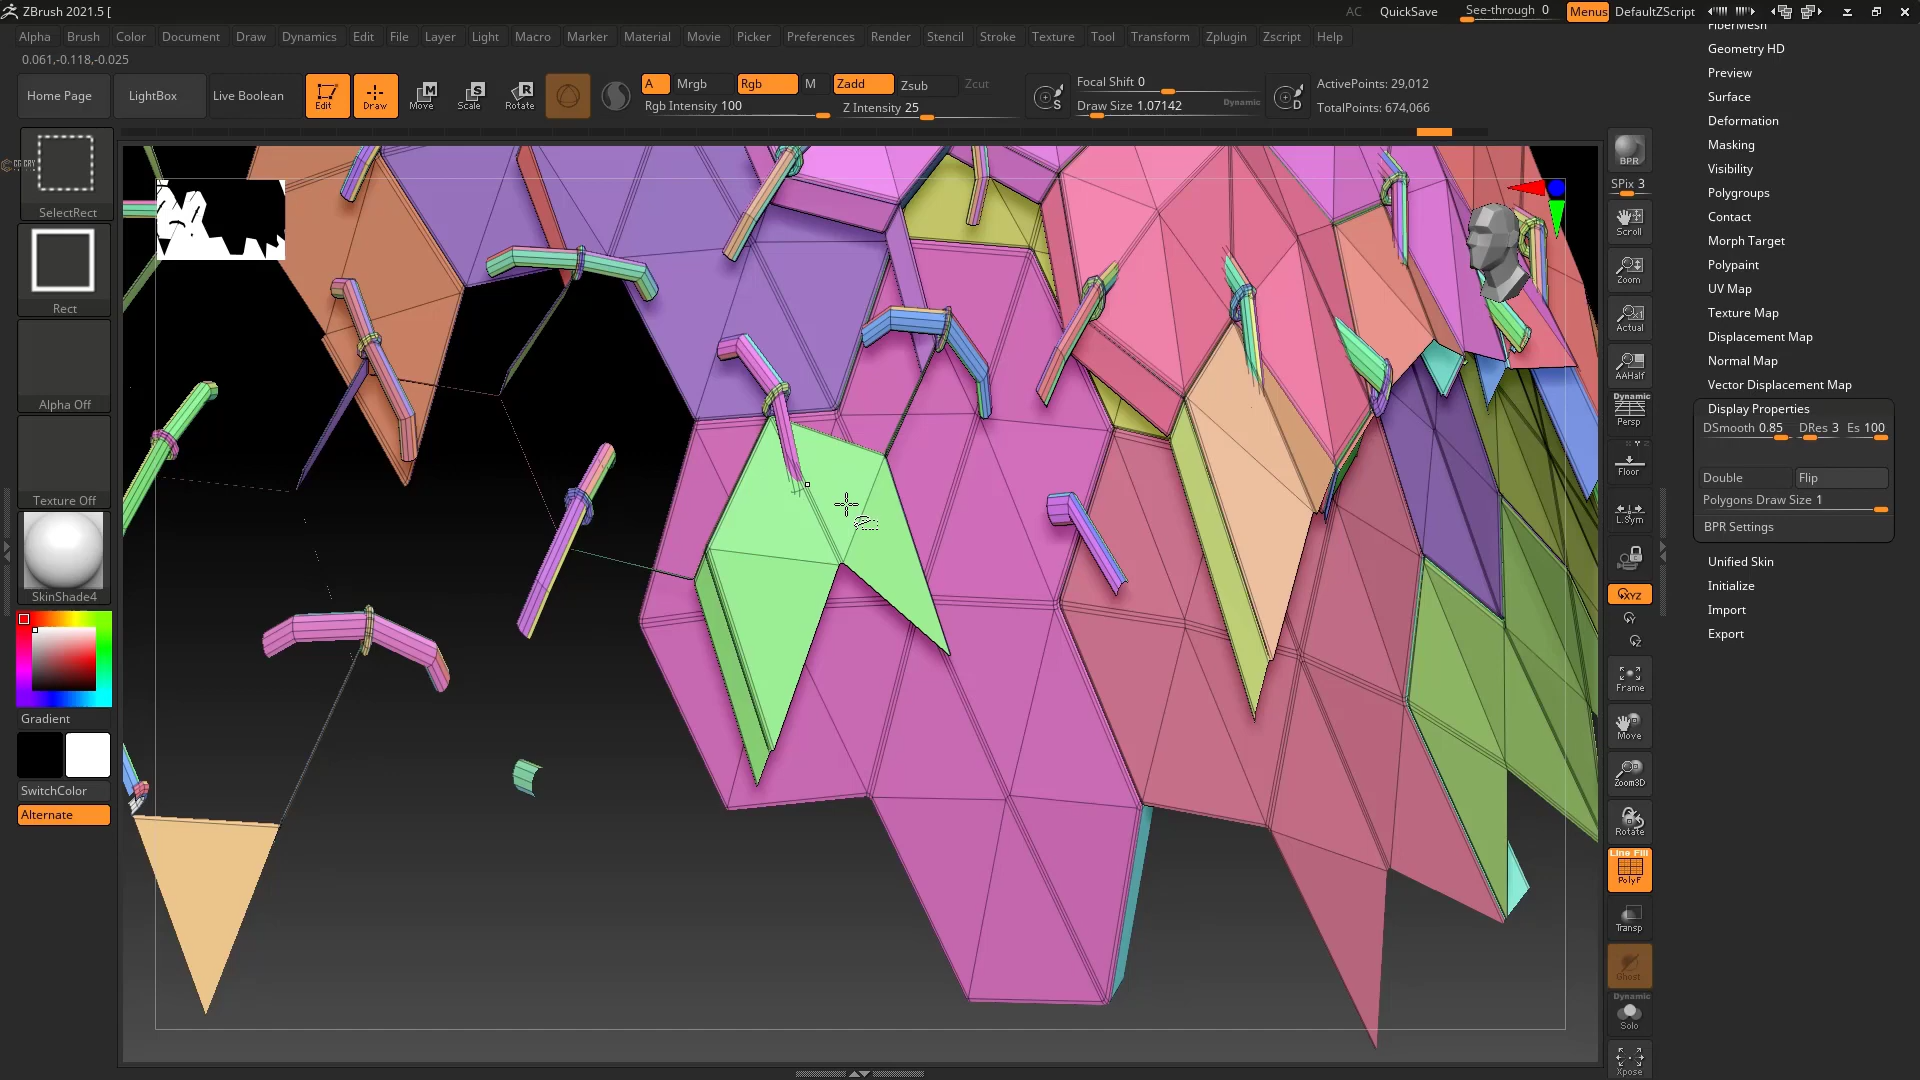 ZBrush 2021.5 [
AC QuickSave See-through 0 Menus DefaultZScript
Alpha Brush Color Document Draw Dynamics Edit File Layer Light Macro Marker Material Movie Picker Preferences Render Stencil Stroke Texture Tool Transform Zplugin Zscript Help
0.061,-0.118,-0.025
Home Page LightBox Live Boolean Edit Draw Move Scale Rotate
M S R
A Mrgb Rgb M Zadd Zsub Zcut
Rgb Intensity 100 Z Intensity 25
S Focal Shift 0
Draw Size 1.07142 Dynamic
D ActivePoints: 29,012
TotalPoints: 674,066
SelectRect
Rect
Alpha Off
Texture Off
SkinShade4
Gradient
SwitchColor
Alternate
BPR
SPix 3
Scroll
Zoom
Actual
AAHalf
Dynamic
Persp
Floor
L.Sym
XYZ
Frame
Move
Zoom3D
Rotate
Line Fill
PolyF
Transp
Ghost
Dynamic
Solo
Xpose
FiberMesh
Geometry HD
Preview
Surface
Deformation
Masking
Visibility
Polygroups
Contact
Morph Target
Polypaint
UV Map
Texture Map
Displacement Map
Normal Map
Vector Displacement Map
Display Properties
DSmooth 0.85 DRes 3 Es 100
Double Flip
Polygons Draw Size 1
BPR Settings
Unified Skin
Initialize
Import
Export